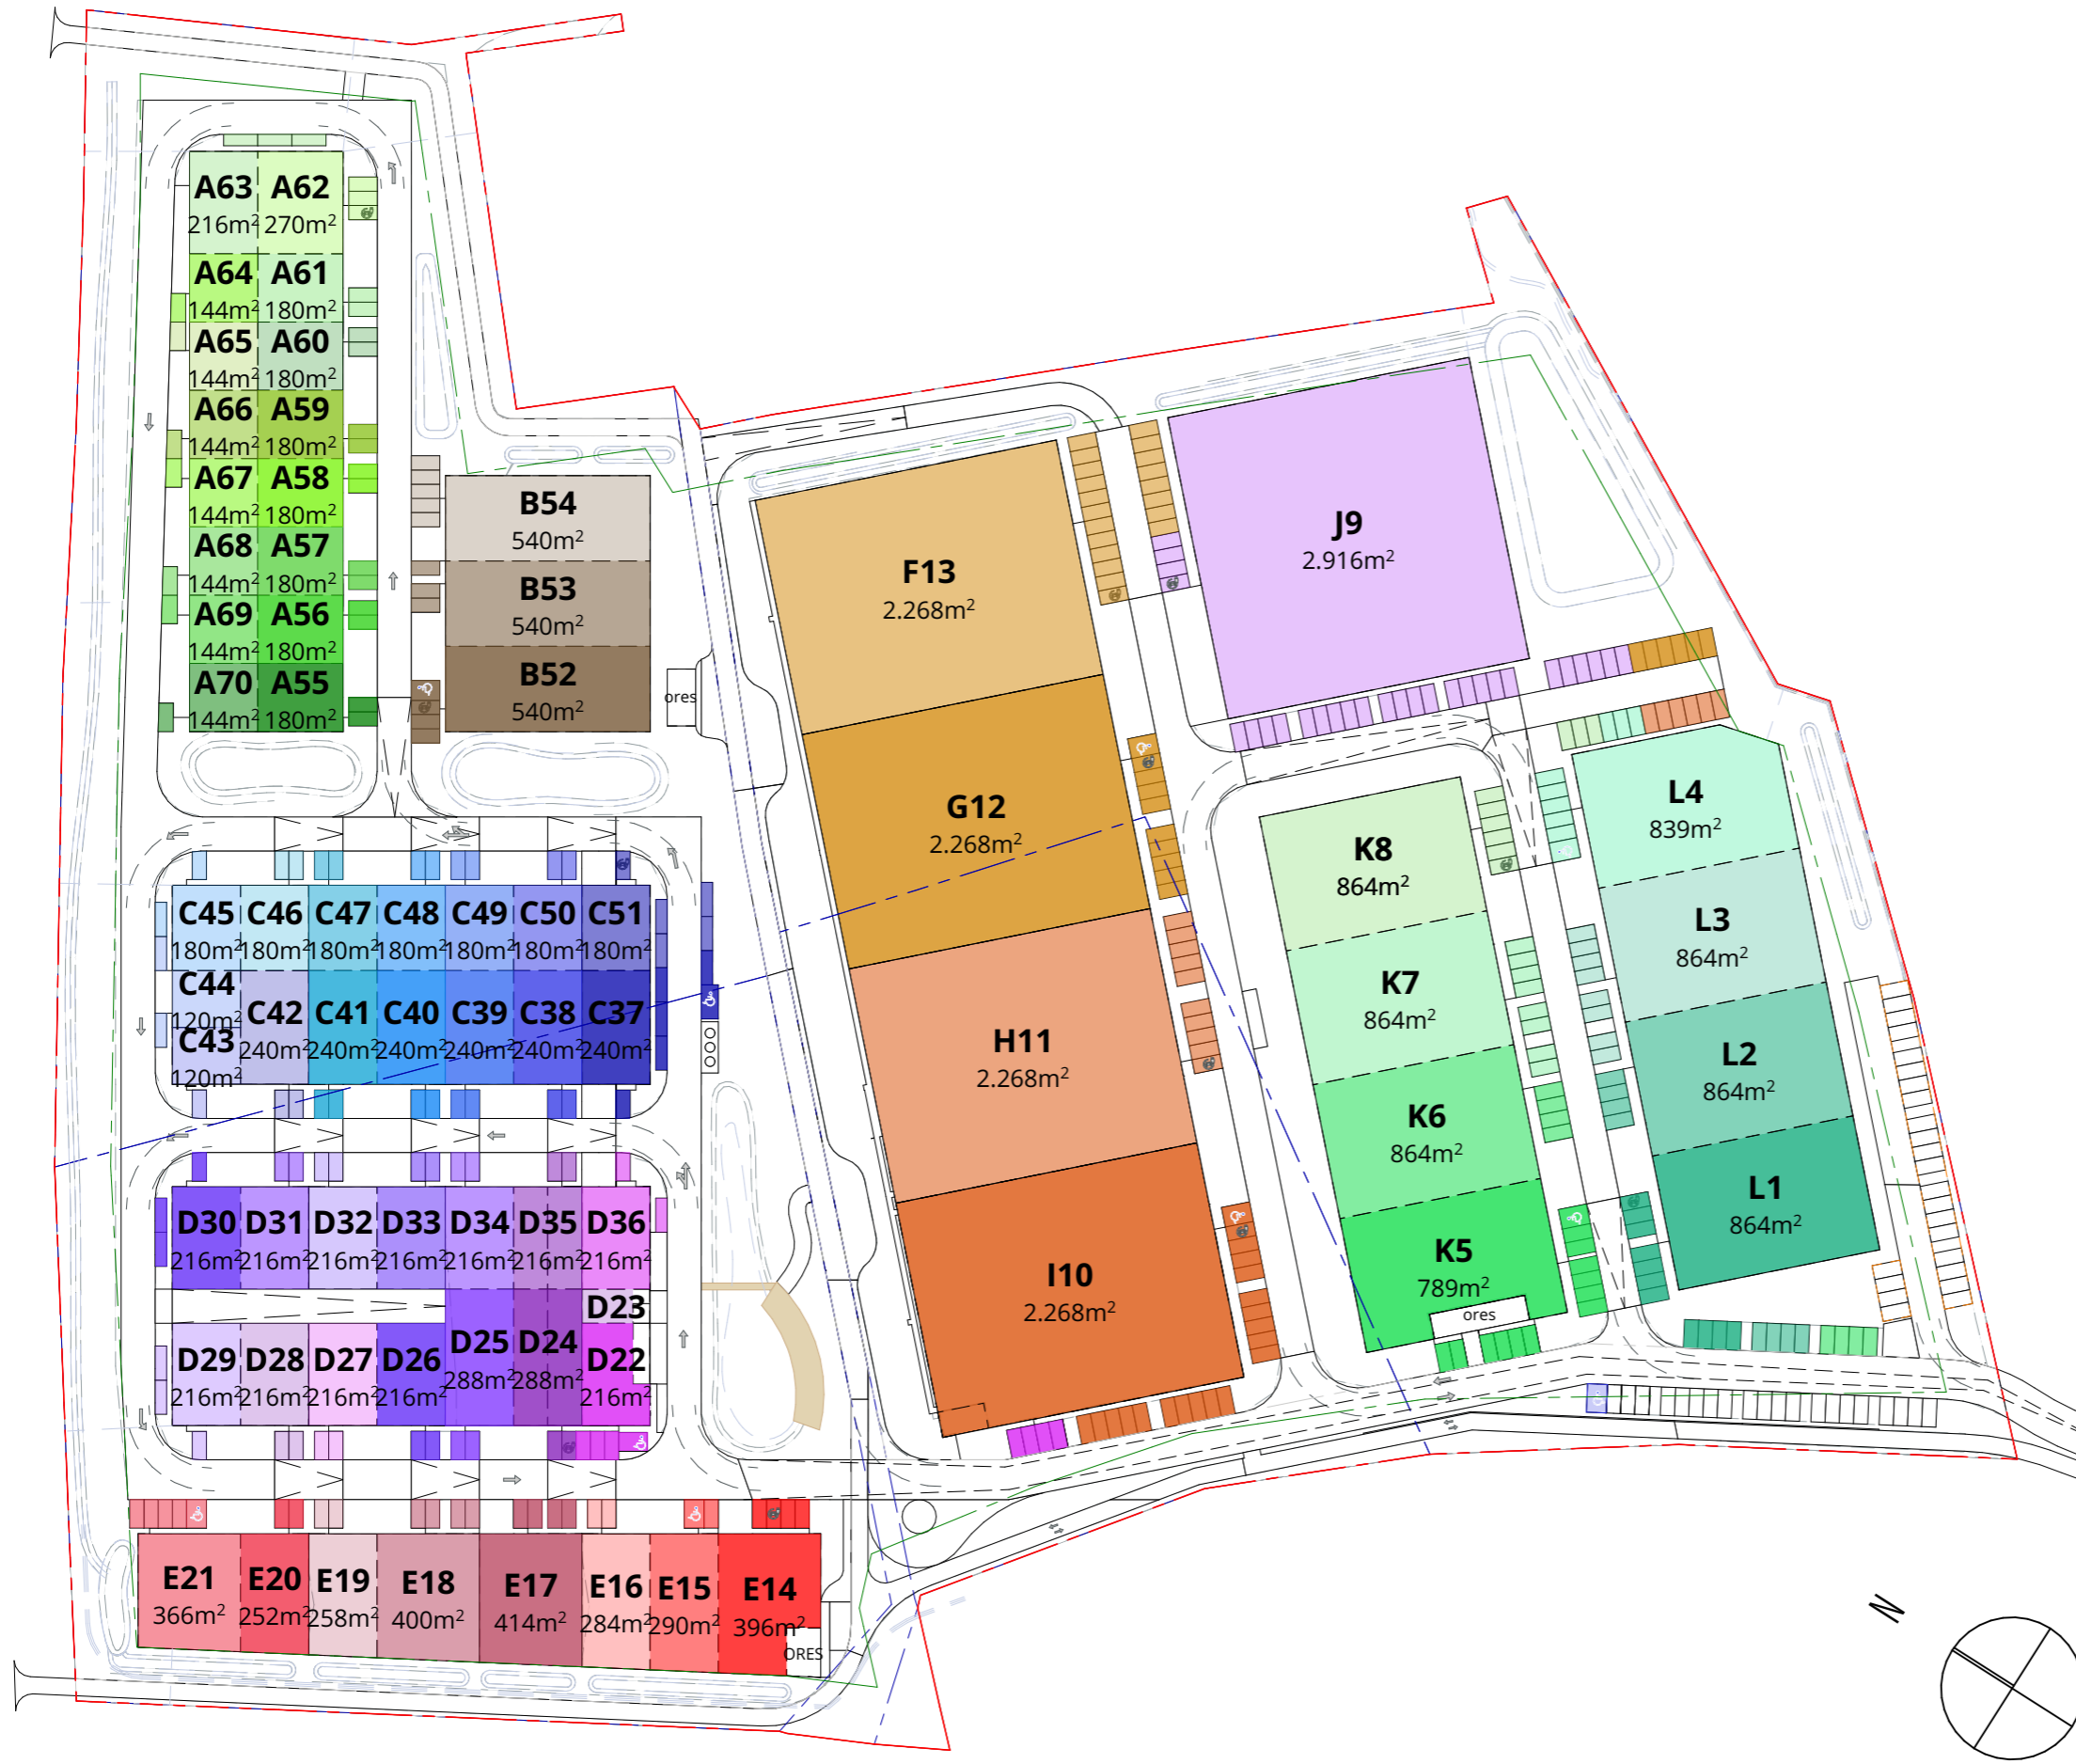 A63
216m²
A62
270m²
A64
144m²
A61
180m²
A65
144m²
A60
180m²
A66
144m²
A59
180m²
A67
144m²
A58
180m²
A68
144m²
A57
180m²
A69
144m²
A56
180m²
A70
144m²
A55
180m²
B54
540m²
B53
540m²
B52
540m²
ores
C45
180m²
C46
180m²
C47
180m²
C48
180m²
C49
180m²
C50
180m²
C51
180m²
C44
120m²
C43
120m²
C42
240m²
C41
240m²
C40
240m²
C39
240m²
C38
240m²
C37
240m²
D30
216m²
D31
216m²
D32
216m²
D33
216m²
D34
216m²
D35
216m²
D36
216m²
D23
D29
216m²
D28
216m²
D27
216m²
D26
216m²
D25
288m²
D24
288m²
D22
216m²
E21
366m²
E20
252m²
E19
258m²
E18
400m²
E17
414m²
E16
284m²
E15
290m²
E14
396m²
ORES
F13
2.268m²
G12
2.268m²
H11
2.268m²
I10
2.268m²
J9
2.916m²
K8
864m²
K7
864m²
K6
864m²
K5
789m²
ores
L4
839m²
L3
864m²
L2
864m²
L1
864m²
N